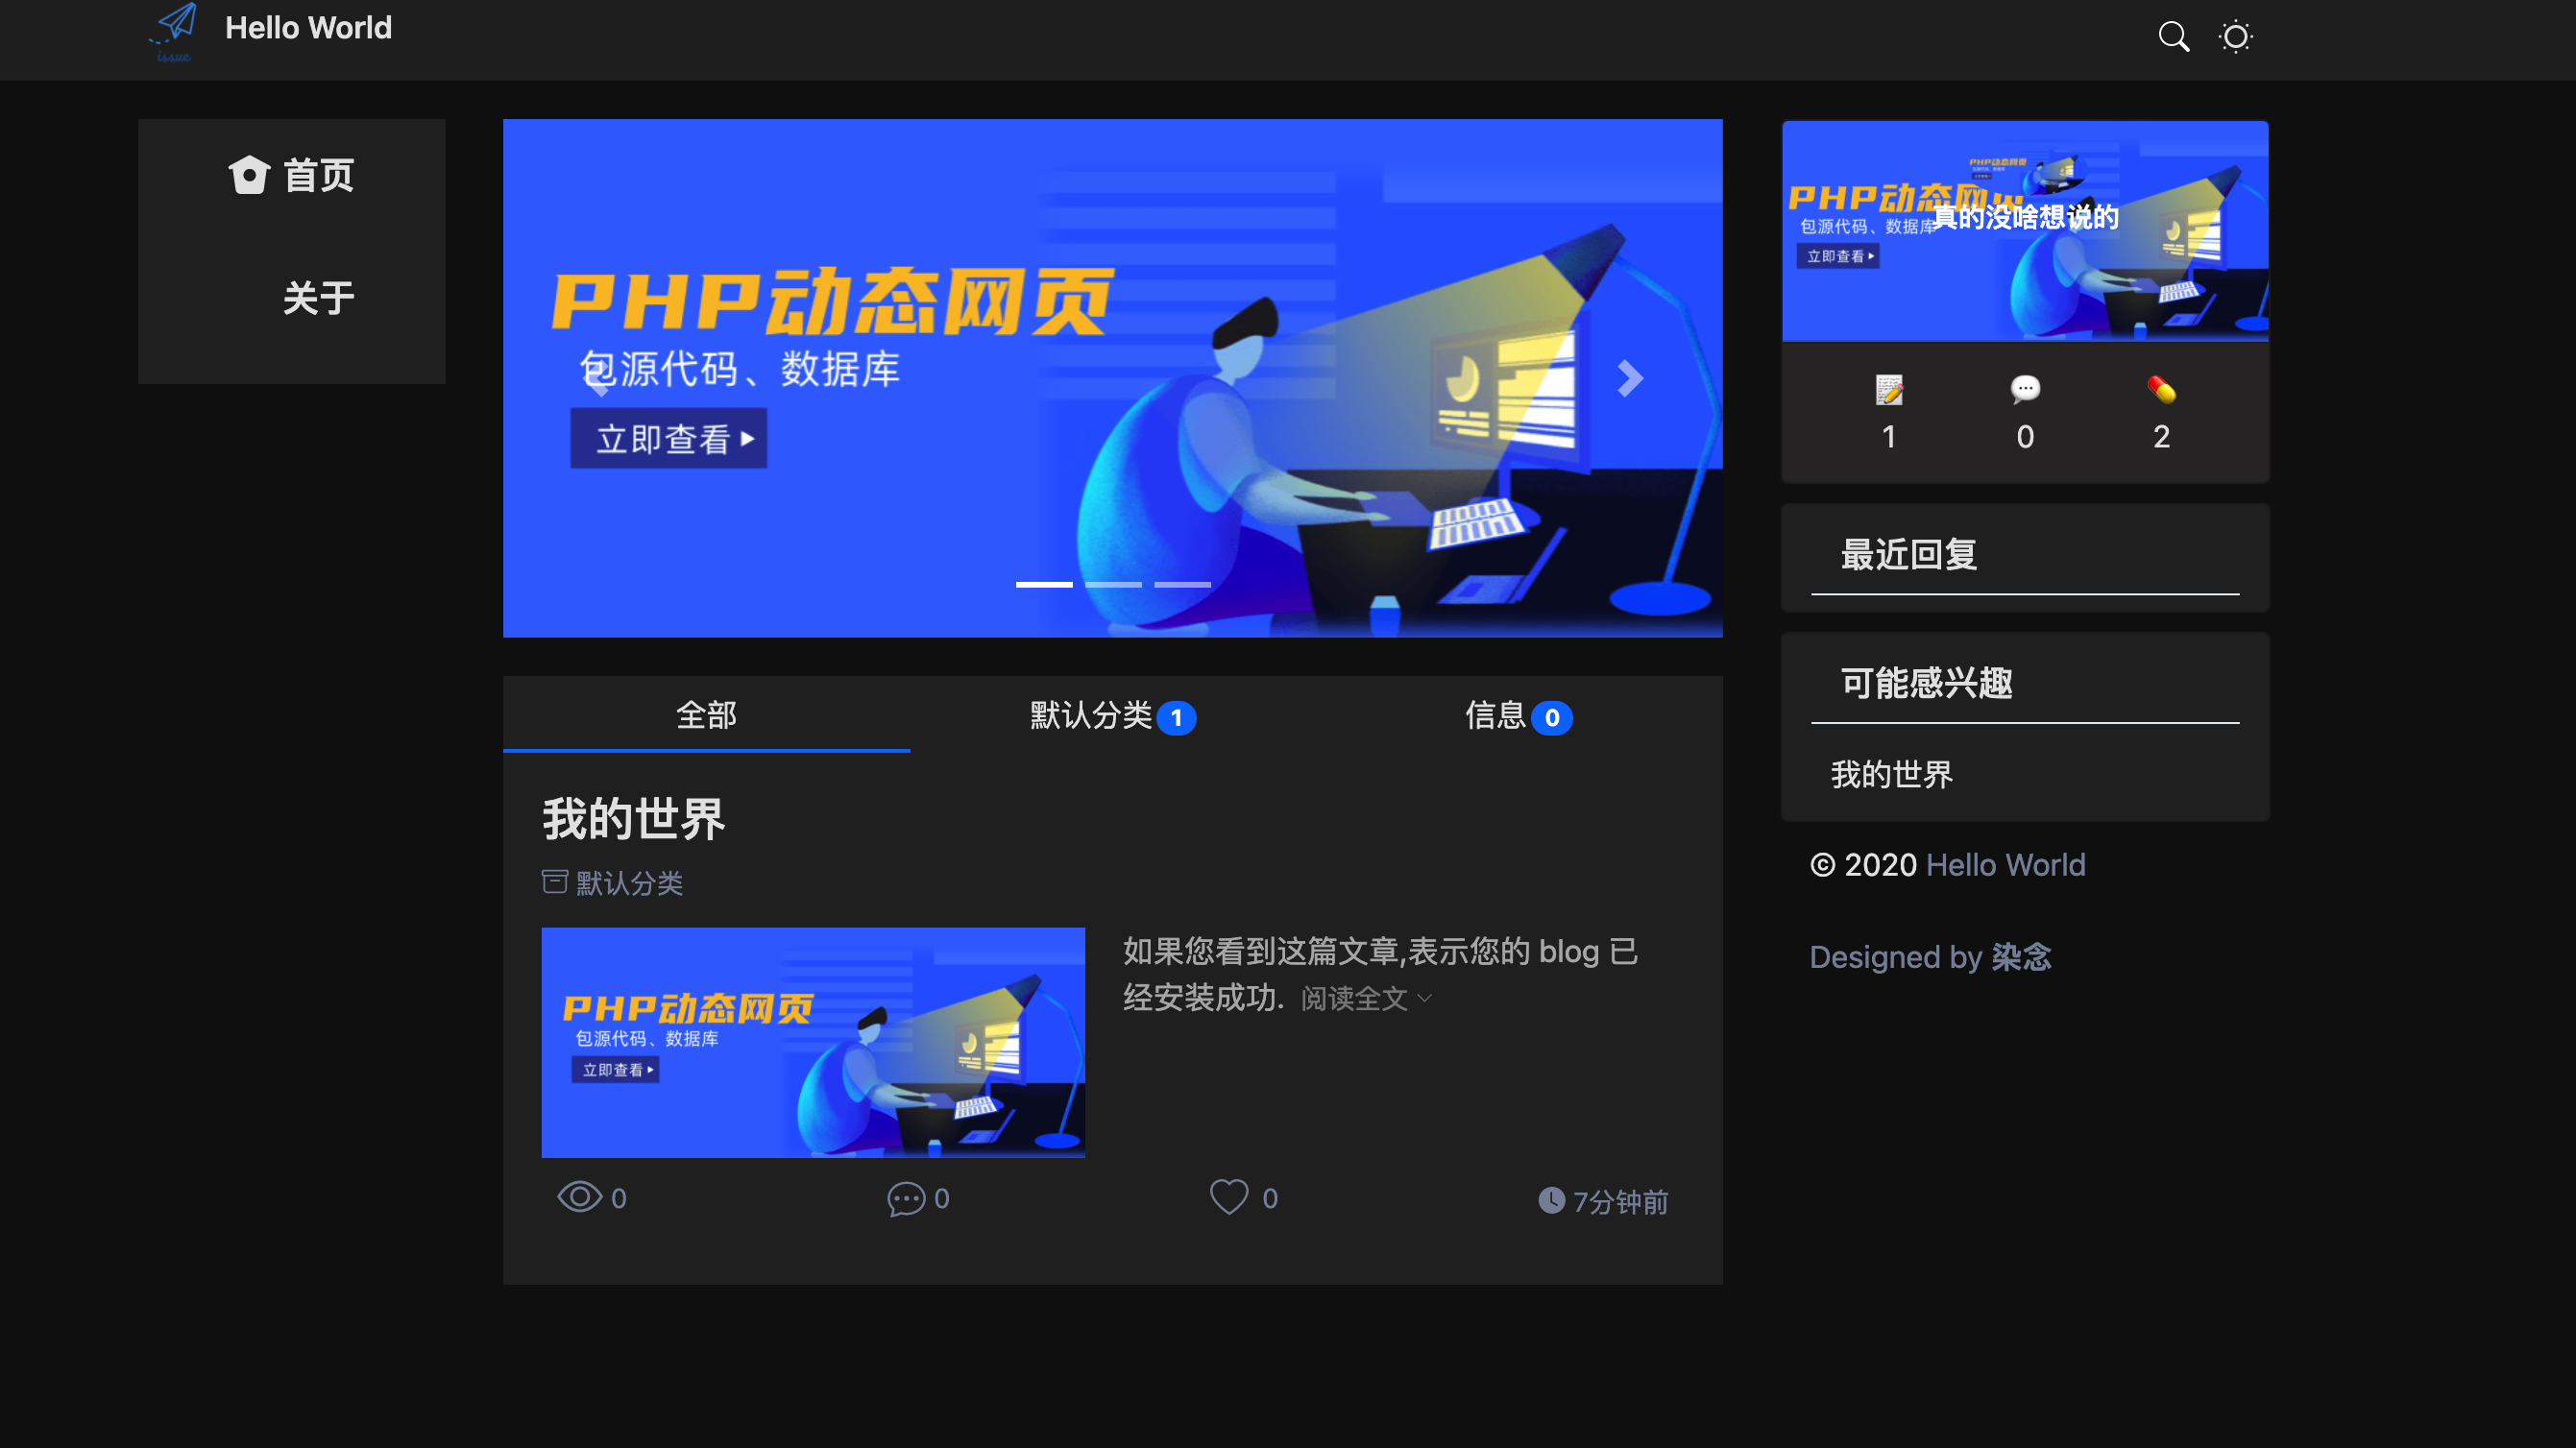 issue
Hello World
首页
关于
PHP动态网页
包源代码、数据库
立即查看
全部
默认分类 1
信息 0
我的世界
默认分类
PHP动态网页
包源代码、数据库
立即查看
如果您看到这篇文章,表示您的 blog 已
经安装成功. 阅读全文
0
0
0
7分钟前
PHP动态网页
包源代码、数据库
立即查看
PHP动态网页
真的没啥想说的
1
0
2
最近回复
可能感兴趣
我的世界
© 2020 Hello World
Designed by 染念